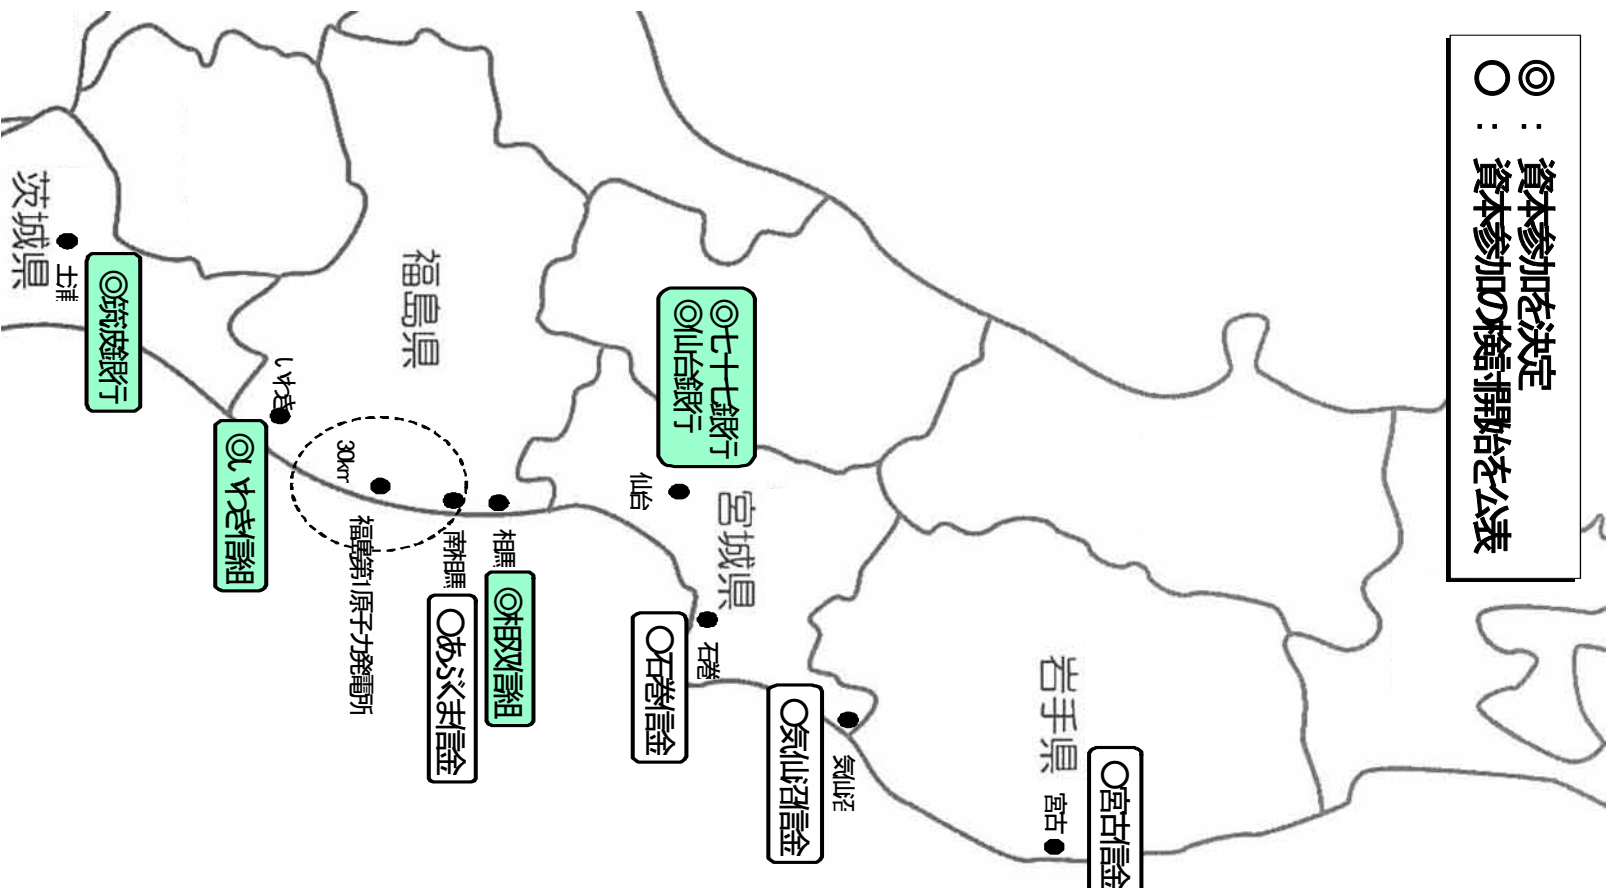 ◎：資本参加を決定
○：資本参加の検討開始を公表
岩手県
宮古
○宮古信金
◎七十七銀行
◎仙台銀行
宮城県
仙台
気仙沼
○気仙沼信金
石巻
○石巻信金
福島県
相馬
◎相双信組
南相馬
○あぶくま信金
30km
福島第1原子力発電所
いわき
◎いわき信組
茨城県
土浦
◎筑波銀行